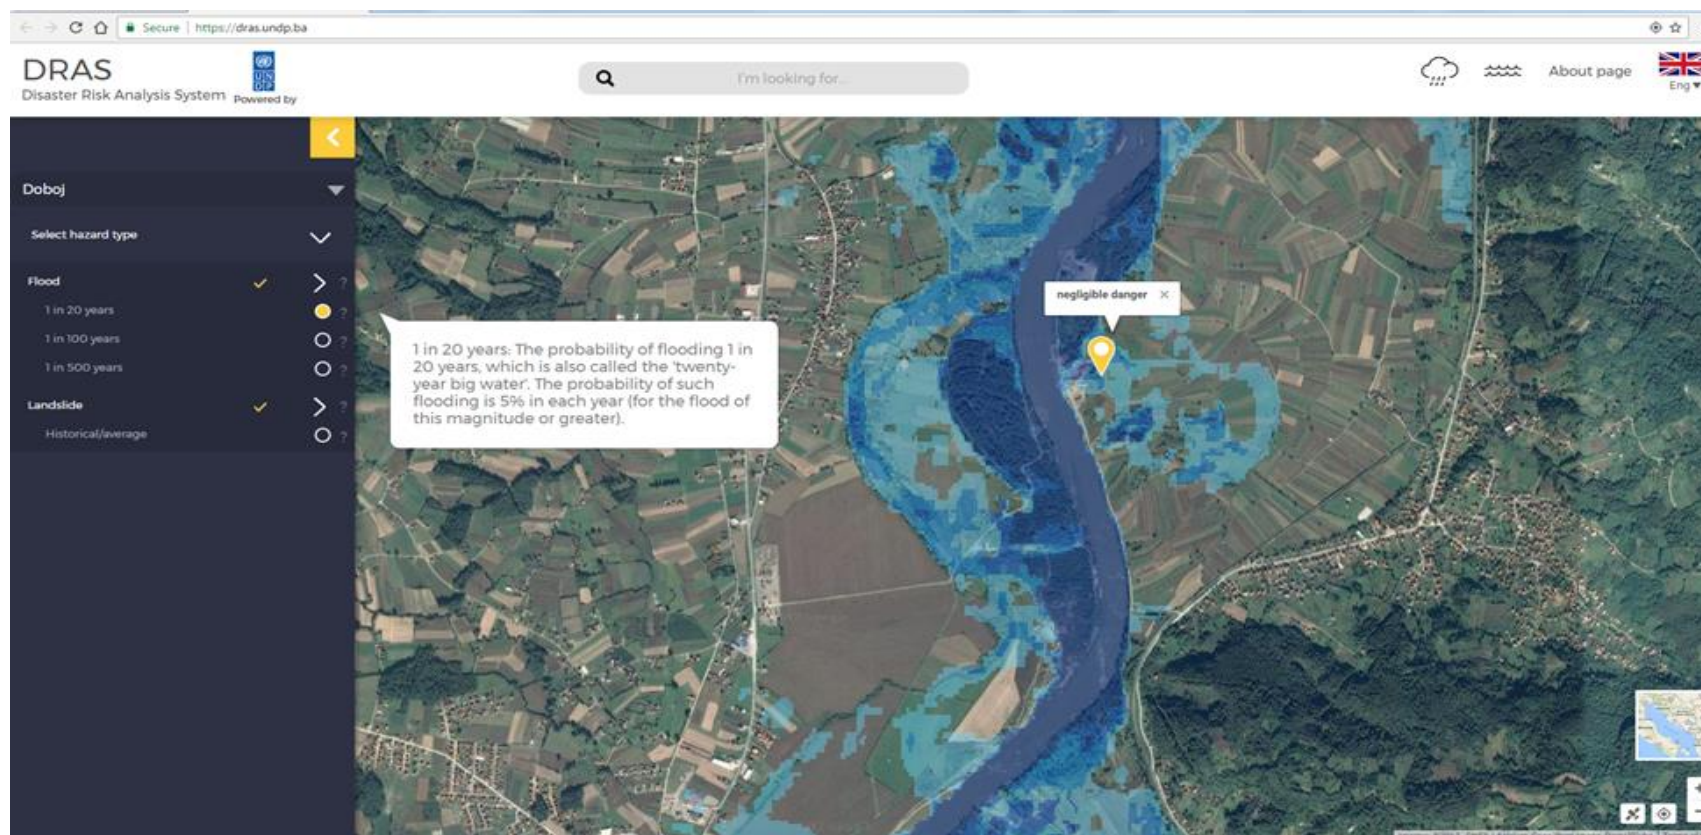 Secure | https://dras.undp.ba
DRAS
Disaster Risk Analysis System
UN
DP
Powered by
I'm looking for...
About page
Eng
Doboj
Select hazard type
Flood
?
1 in 20 years
?
1 in 100 years
?
1 in 500 years
?
Landslide
?
Historical/average
?
1 in 20 years: The probability of flooding 1 in
20 years, which is also called the 'twenty-
year big water'. The probability of such
flooding is 5% in each year (for the flood of
this magnitude or greater).
negligible danger